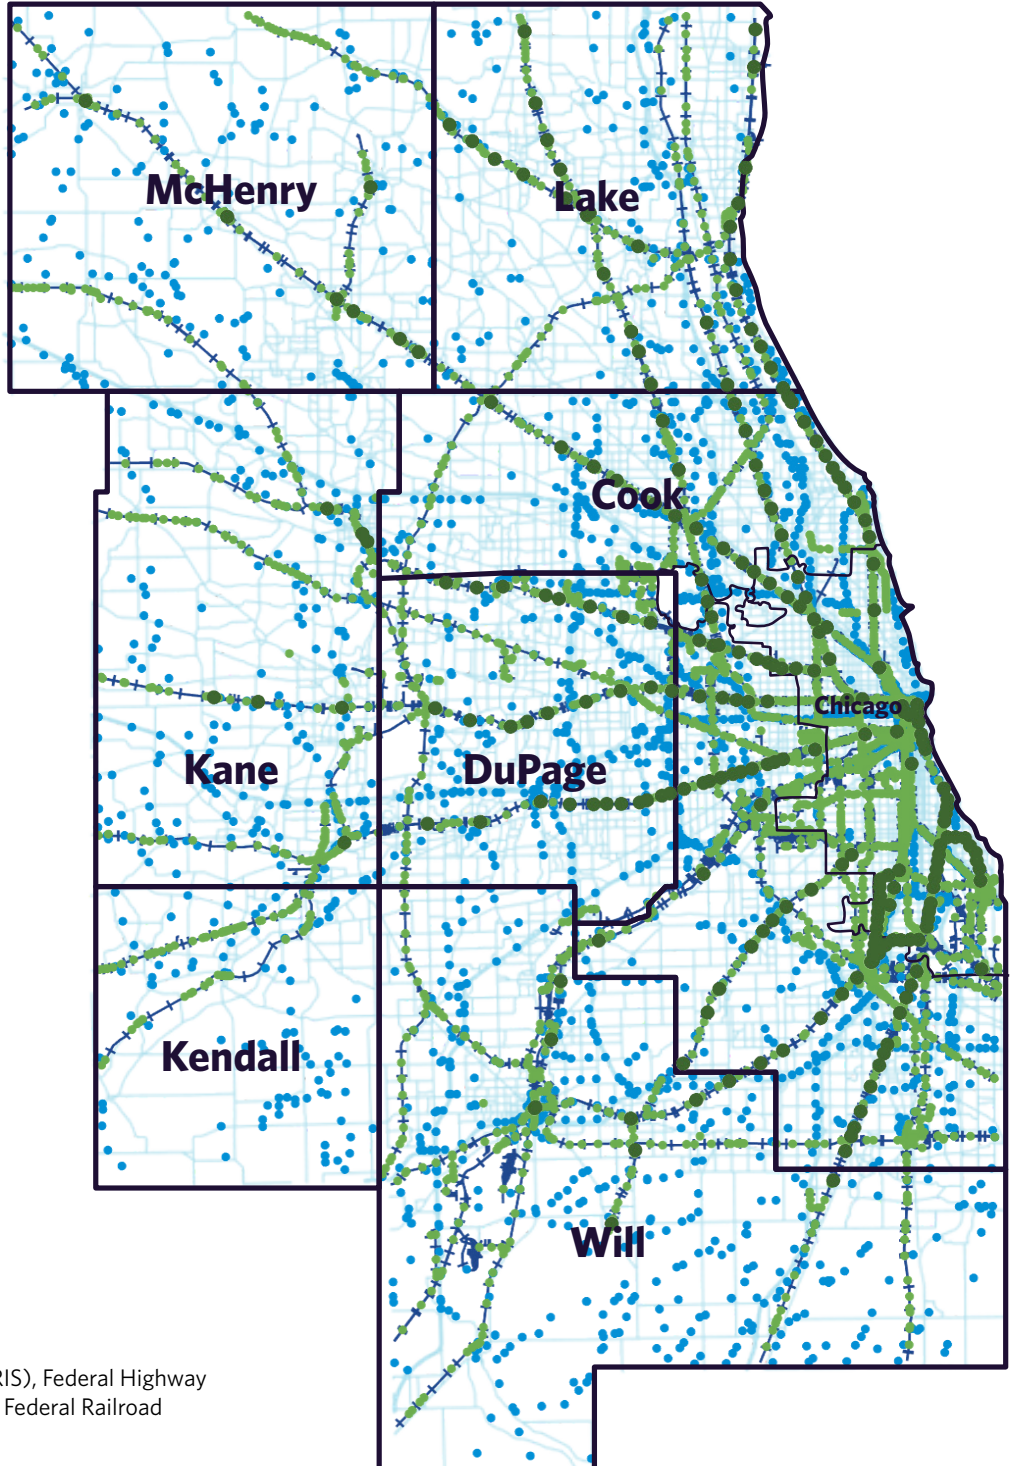 McHenry
Lake
Cook
Chicago
Kane
DuPage
Kendall
Will
RIS), Federal Highway
Federal Railroad